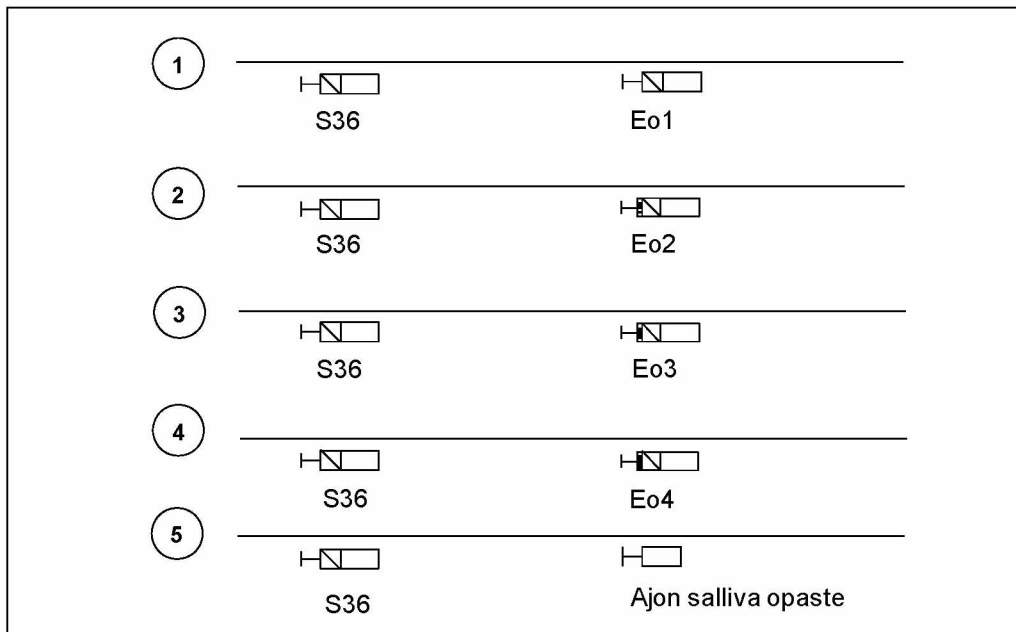 1
S36 Eo1
2
S36 Eo2
3
S36 Eo3
4
S36 Eo4
5
S36 Ajon salliva opaste